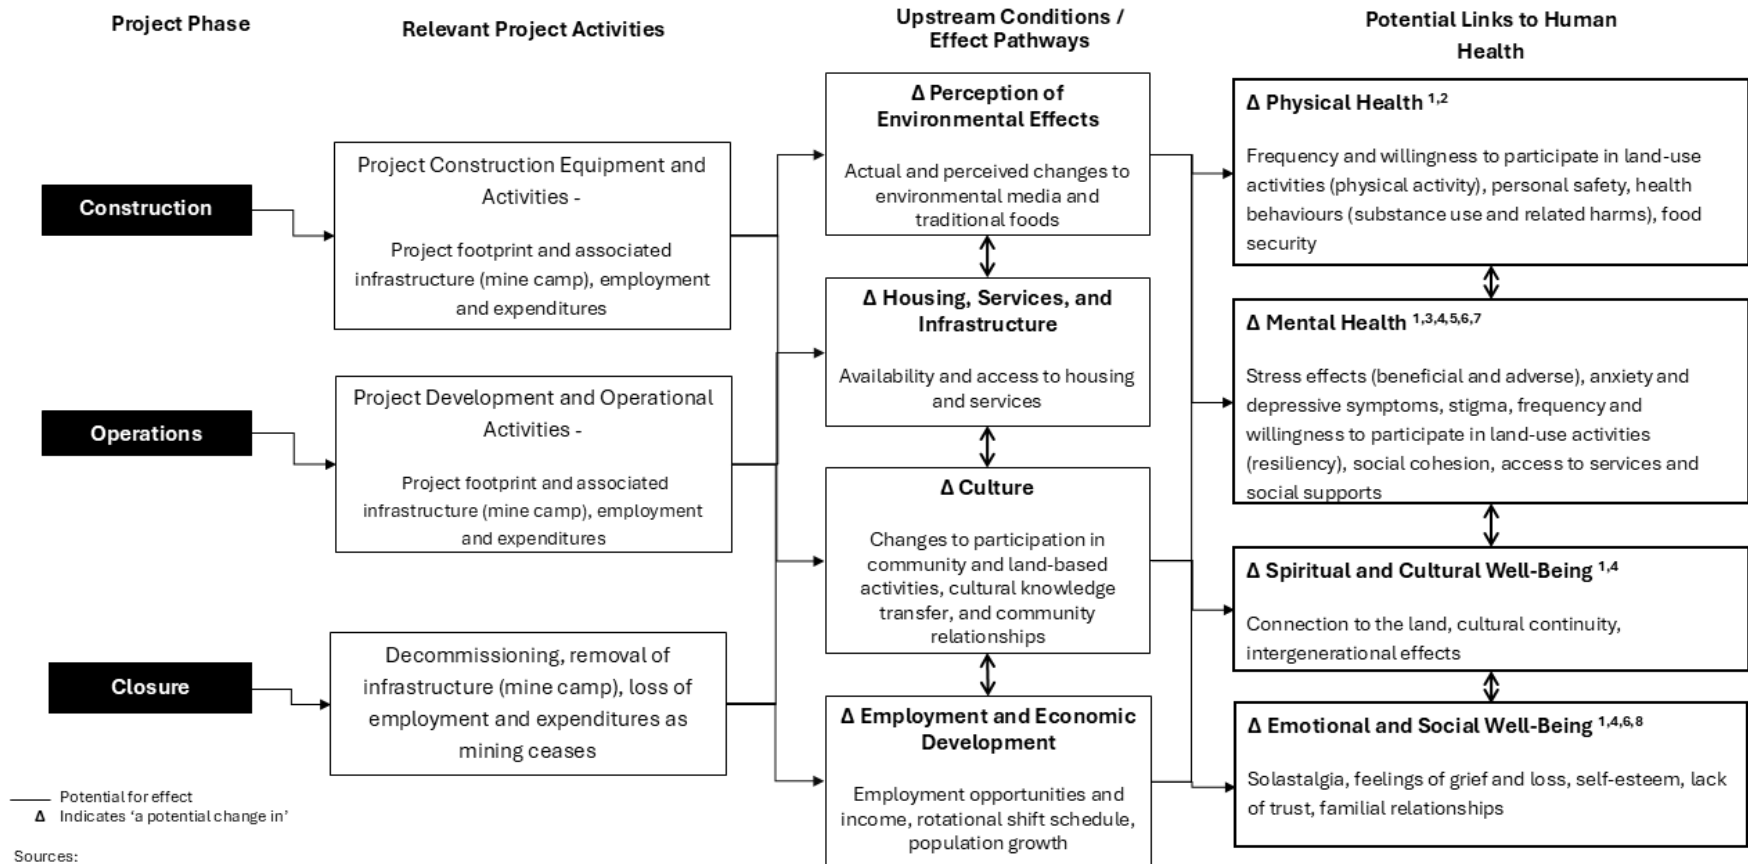 Project Phase
Relevant Project Activities
Upstream Conditions /
Effect Pathways
Potential Links to Human
Health
Construction
Project Construction Equipment and
Activities -
Project footprint and associated
infrastructure (mine camp), employment
and expenditures
Operations
Project Development and Operational
Activities -
Project footprint and associated
infrastructure (mine camp), employment
and expenditures
Closure
Decommissioning, removal of
infrastructure (mine camp), loss of
employment and expenditures as
mining ceases
Δ Perception of
Environmental Effects
Actual and perceived changes to
environmental media and
traditional foods
Δ Housing, Services, and
Infrastructure
Availability and access to housing
and services
Δ Culture
Changes to participation in
community and land-based
activities, cultural knowledge
transfer, and community
relationships
Δ Employment and Economic
Development
Employment opportunities and
income, rotational shift schedule,
population growth
Δ Physical Health 1,2
Frequency and willingness to participate in land-use
activities (physical activity), personal safety, health
behaviours (substance use and related harms), food
security
Δ Mental Health 1,3,4,5,6,7
Stress effects (beneficial and adverse), anxiety and
depressive symptoms, stigma, frequency and
willingness to participate in land-use activities
(resiliency), social cohesion, access to services and
social supports
Δ Spiritual and Cultural Well-Being 1,4
Connection to the land, cultural continuity,
intergenerational effects
Δ Emotional and Social Well-Being 1,4,6,8
Solastalgia, feelings of grief and loss, self-esteem, lack
of trust, familial relationships
Potential for effect
Δ Indicates ‘a potential change in’
Sources: